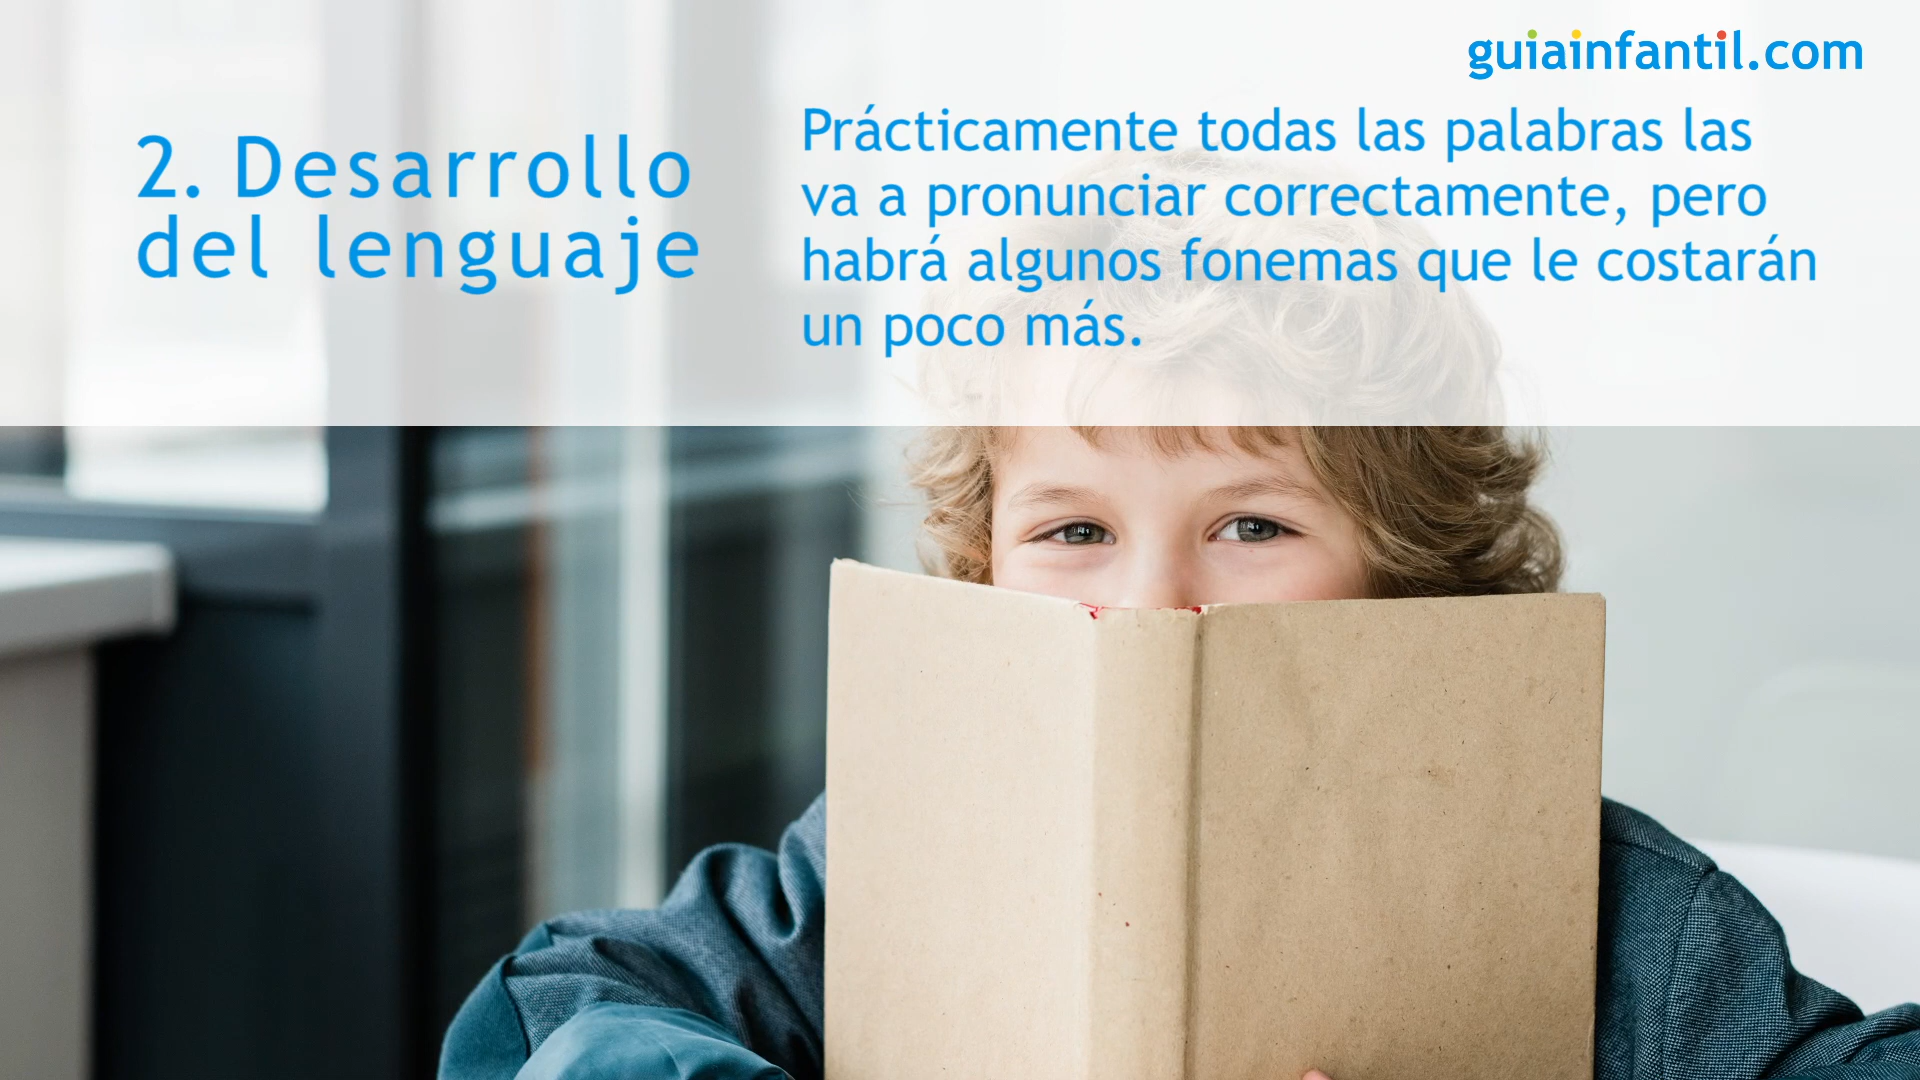 guiainfantil.com
2. Desarrollo
del lenguaje
Prácticamente todas las palabras las
va a pronunciar correctamente, pero
habrá algunos fonemas que le costarán
un poco más.